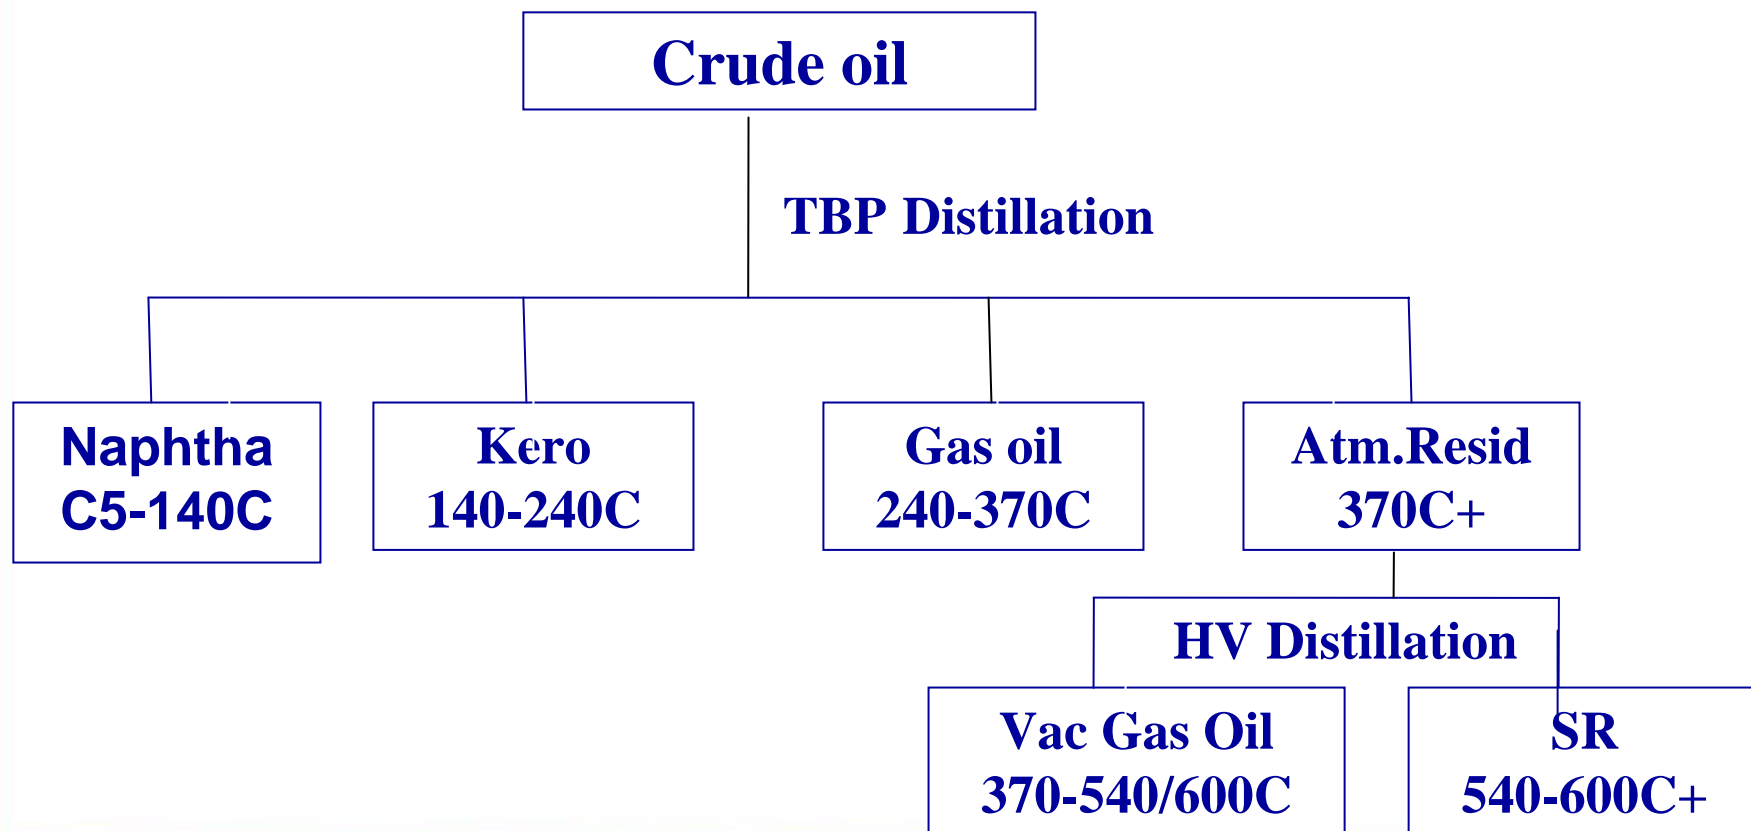 Crude oil
TBP Distillation
Naphtha
C5-140C
Kero
140-240C
Gas oil
240-370C
Atm.Resid
370C+
HV Distillation
Vac Gas Oil
370-540/600C
SR
540-600C+